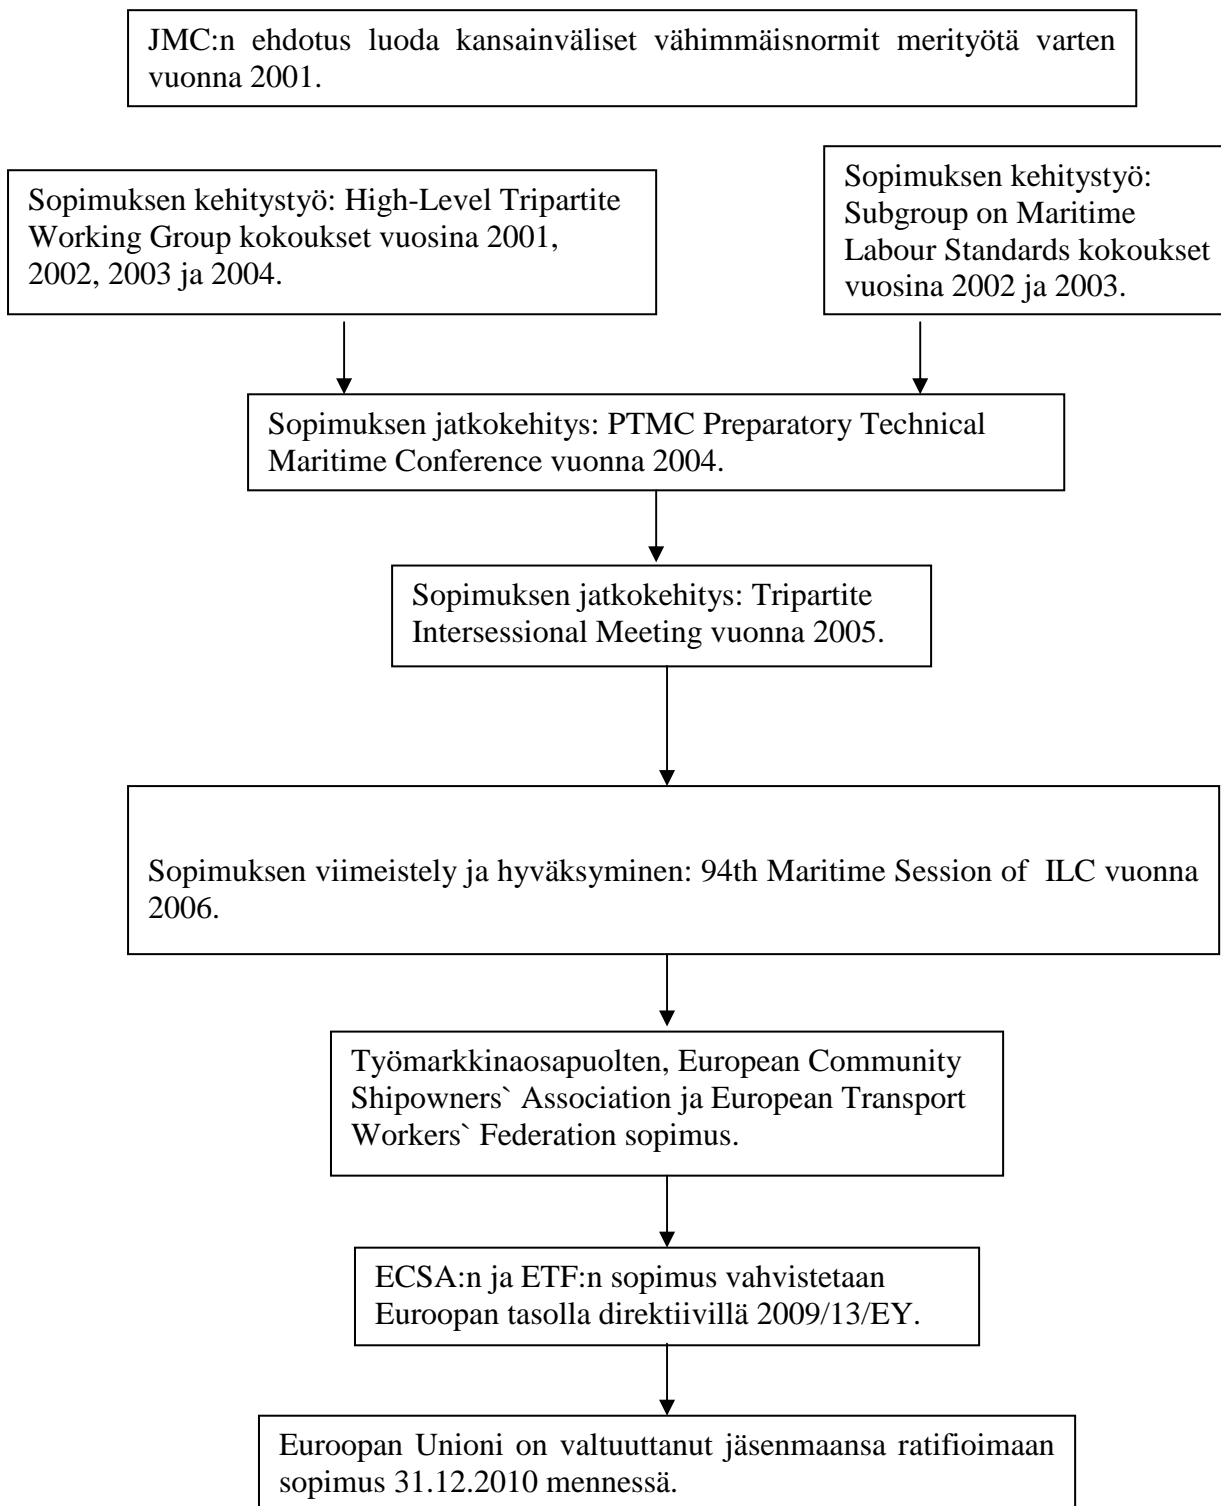 JMC:n ehdotus luoda kansainväliset vähimmäisnormit merityötä varten
vuonna 2001.
Sopimuksen kehitystyö: High-Level Tripartite
Working Group kokoukset vuosina 2001,
2002, 2003 ja 2004.
Sopimuksen kehitystyö:
Subgroup on Maritime
Labour Standards kokoukset
vuosina 2002 ja 2003.
Sopimuksen jatkokehitys: PTMC Preparatory Technical
Maritime Conference vuonna 2004.
Sopimuksen jatkokehitys: Tripartite
Intersessional Meeting vuonna 2005.
Sopimuksen viimeistely ja hyväksyminen: 94th Maritime Session of ILC vuonna
2006.
Työmarkkinaosapuolten, European Community
Shipowners` Association ja European Transport
Workers` Federation sopimus.
ECSA:n ja ETF:n sopimus vahvistetaan
Euroopan tasolla direktiivillä 2009/13/EY.
Euroopan Unioni on valtuuttanut jäsenmaansa ratifioimaan
sopimus 31.12.2010 mennessä.